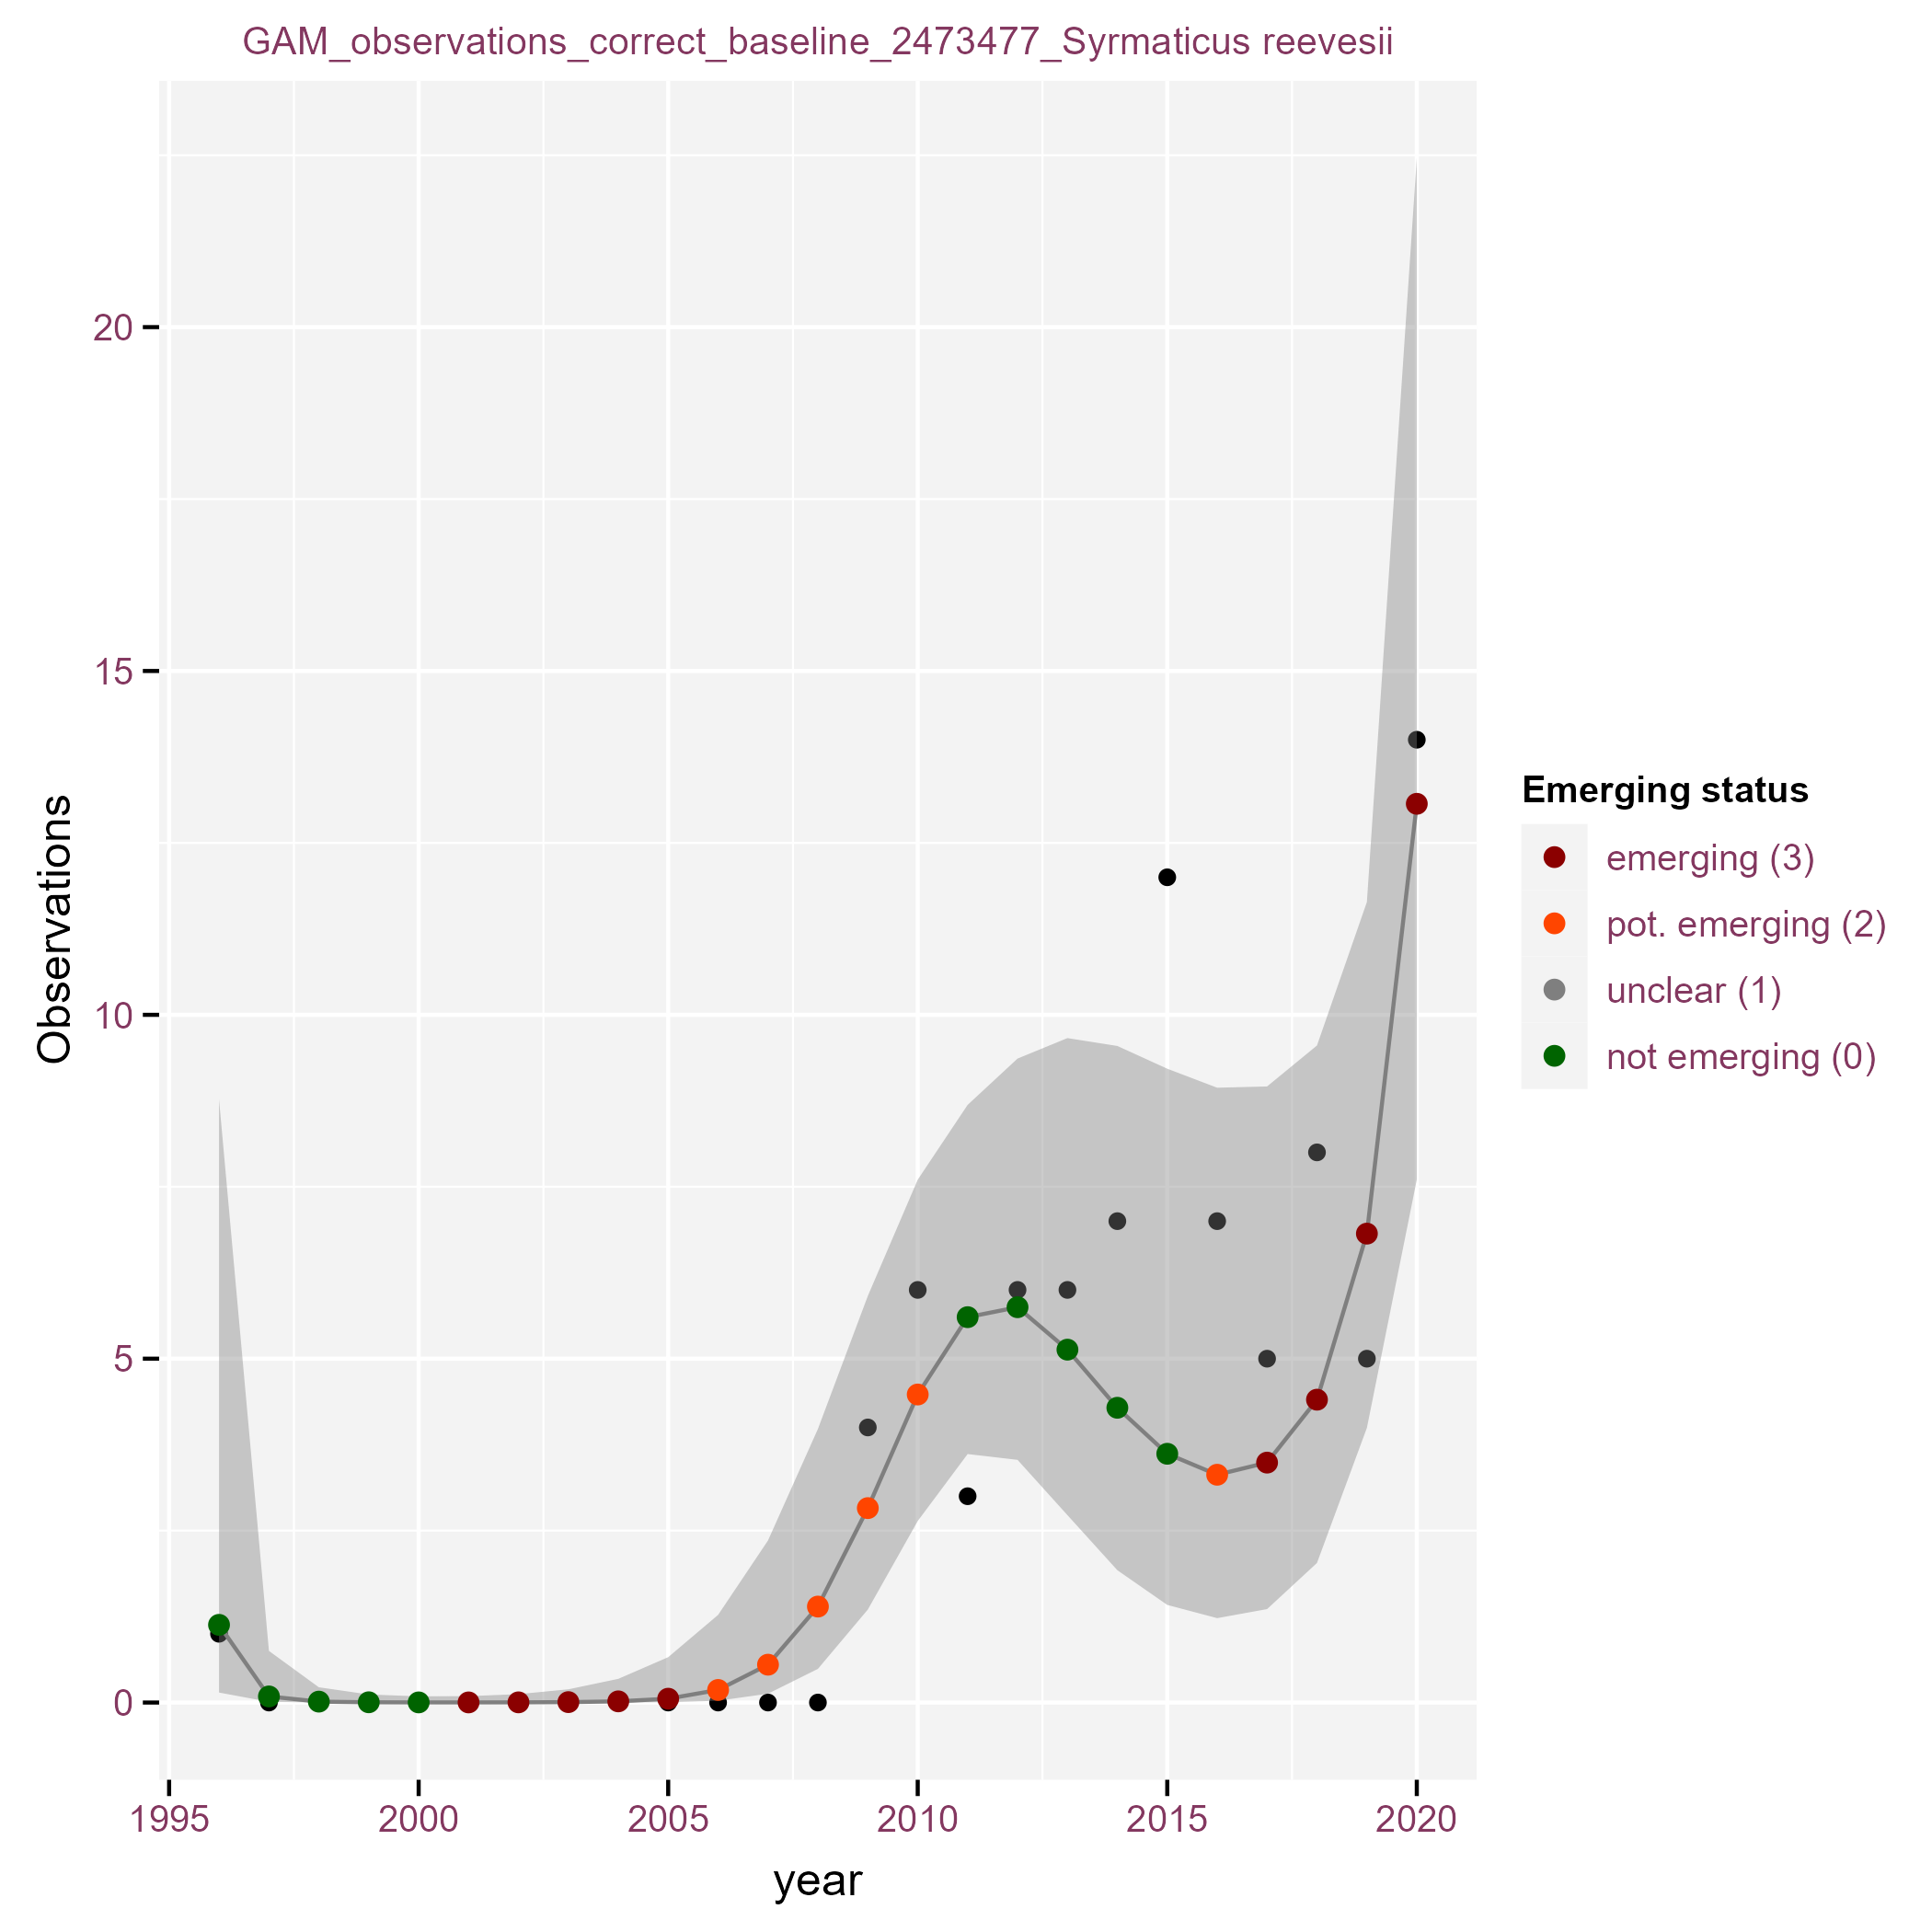 GAM_observations_correct_baseline_2473477_Syrmaticus reevesii
Observations
20
15
10
5
0
1995 2000 2005 2010 2015 2020
year
Emerging status
emerging (3)
pot. emerging (2)
unclear (1)
not emerging (0)